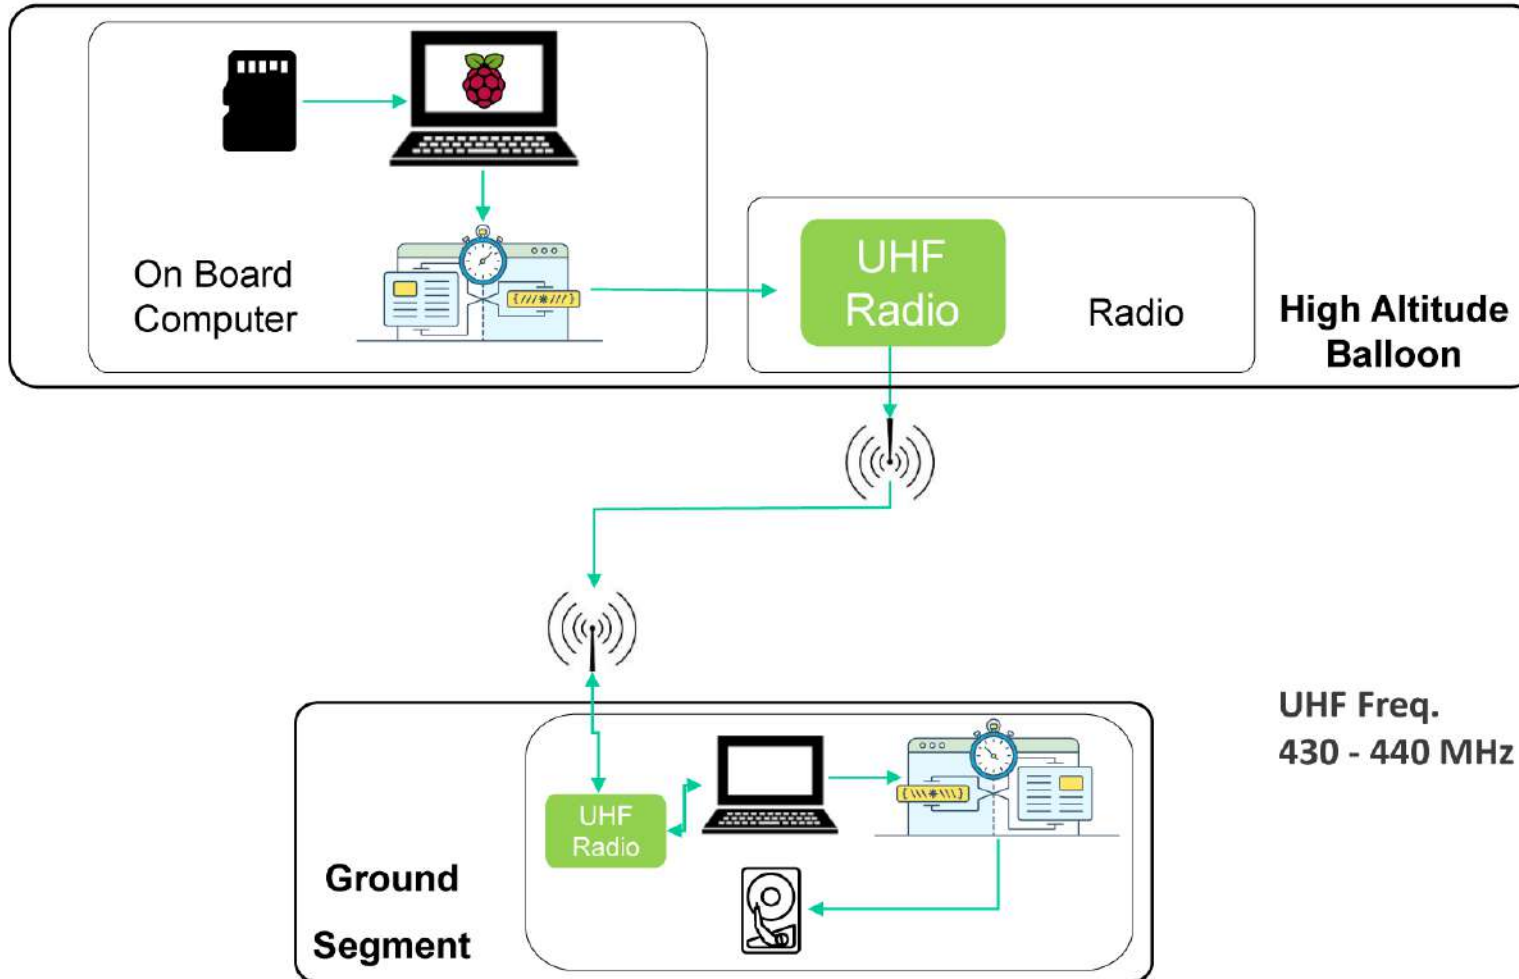 On Board
Computer
UHF
Radio
Radio
High Altitude
Balloon
UHF Freq.
430 - 440 MHz
UHF
Radio
Ground
Segment